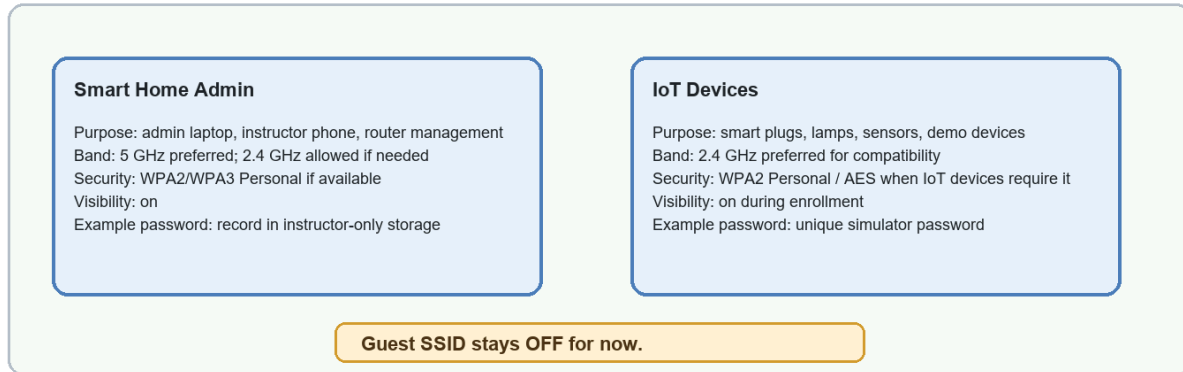 Smart Home Admin
Purpose: admin laptop, instructor phone, router management
Band: 5 GHz preferred; 2.4 GHz allowed if needed
Security: WPA2/WPA3 Personal if available
Visibility: on
Example password: record in instructor-only storage
IoT Devices
Purpose: smart plugs, lamps, sensors, demo devices
Band: 2.4 GHz preferred for compatibility
Security: WPA2 Personal / AES when IoT devices require it
Visibility: on during enrollment
Example password: unique simulator password
Guest SSID stays OFF for now.